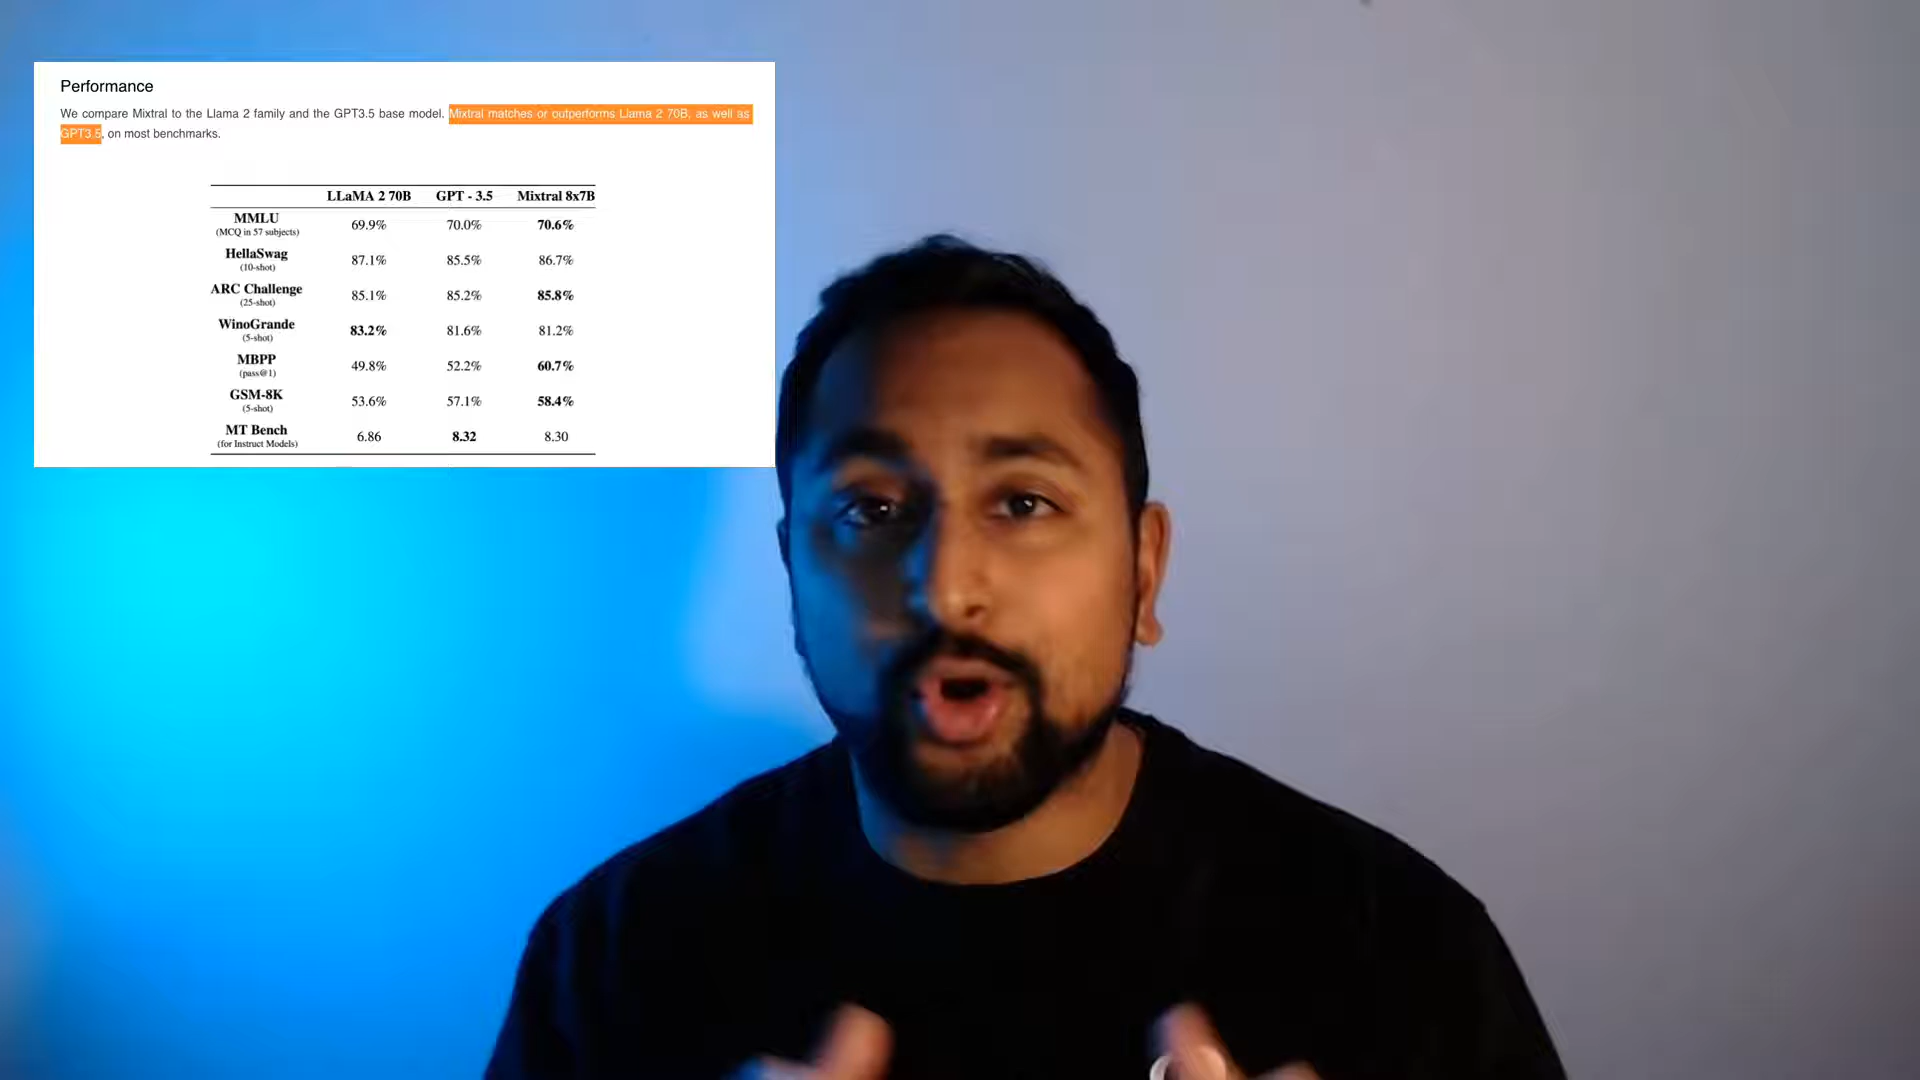 Performance
We compare Mixtral to the Llama 2 family and the GPT3.5 base model. Mixtral matches or outperforms Llama 2 70B, as well as
GPT3.5, on most benchmarks.
LLaMA 2 70B GPT - 3.5 Mixtral 8x7B
MMLU
(MCQ in 57 subjects)
69.9% 70.0% 70.6%
HellaSwag
(10-shot)
87.1% 85.5% 86.7%
ARC Challenge
(25-shot)
85.1% 85.2% 85.8%
WinoGrande
(5-shot)
83.2% 81.6% 81.2%
MBPP
(pass@1)
49.8% 52.2% 60.7%
GSM-8K
(5-shot)
53.6% 57.1% 58.4%
MT Bench
(for Instruct Models)
6.86 8.32 8.30